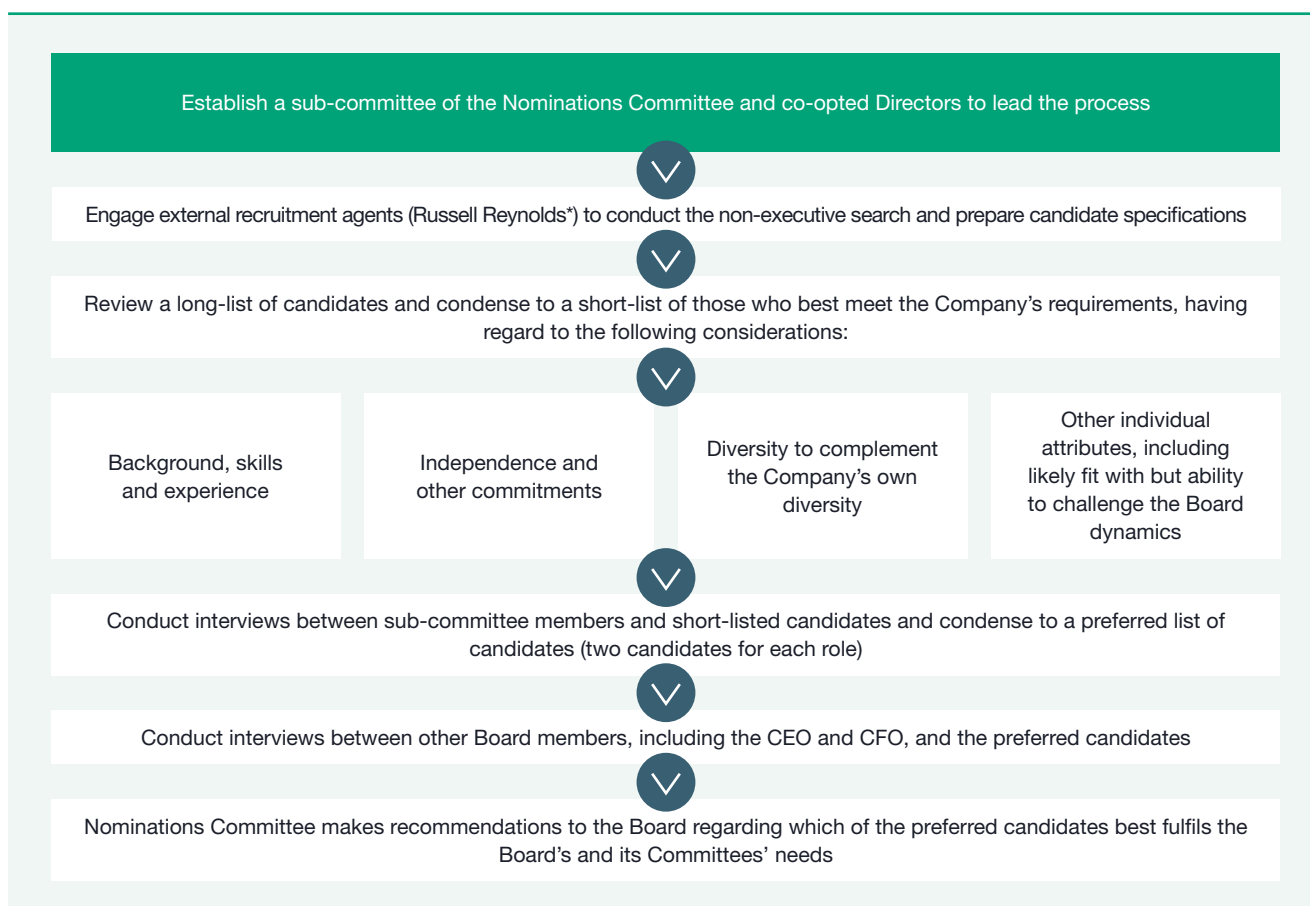 Establish a sub-committee of the Nominations Committee and co-opted Directors to lead the process
Engage external recruitment agents (Russell Reynolds*) to conduct the non-executive search and prepare candidate specifications
Review a long-list of candidates and condense to a short-list of those who best meet the Company’s requirements, having
regard to the following considerations:
Background, skills
and experience
Independence and
other commitments
Diversity to complement
the Company’s own
diversity
Other individual
attributes, including
likely fit with but ability
to challenge the Board
dynamics
Conduct interviews between sub-committee members and short-listed candidates and condense to a preferred list of
candidates (two candidates for each role)
Conduct interviews between other Board members, including the CEO and CFO, and the preferred candidates
Nominations Committee makes recommendations to the Board regarding which of the preferred candidates best fulfils the
Board’s and its Committees’ needs